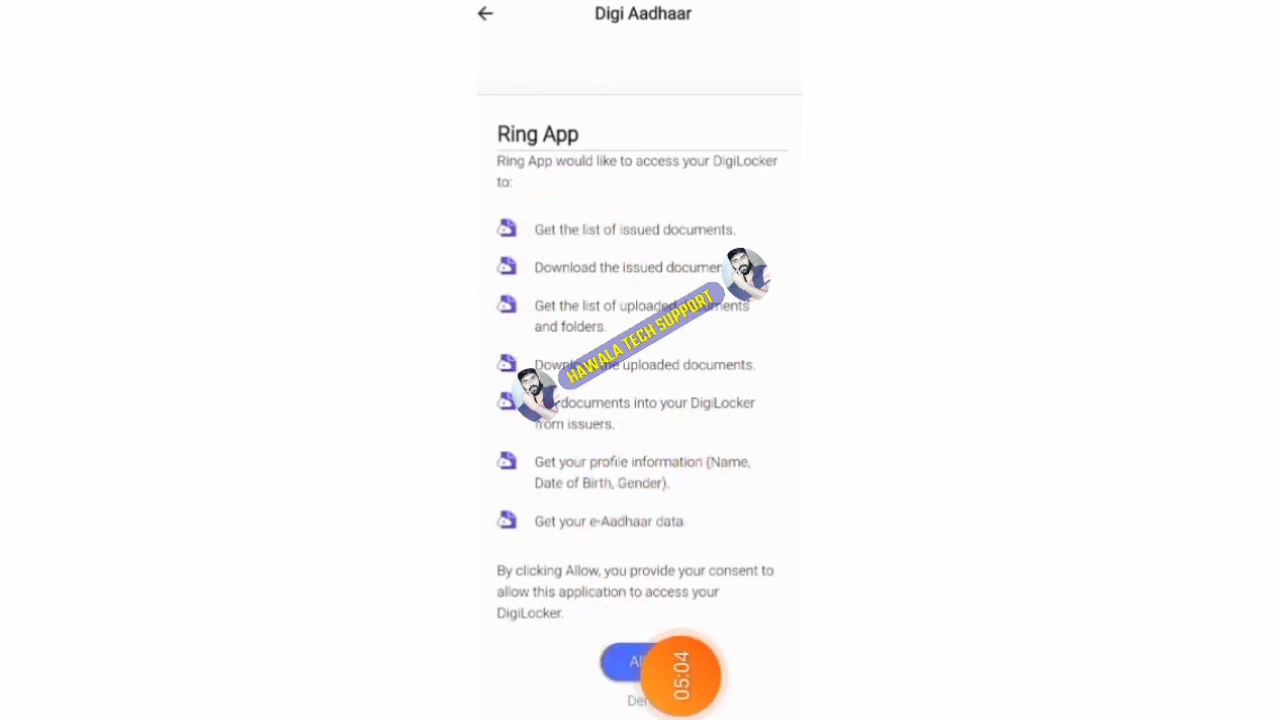 Digi Aadhaar
Ring App
Ring App would like to access your DigiLocker
to:
Get the list of issued documents.
Download the issued
Get the list of uploaded
and folders.
uploaded documents.
documents into your DigiLocker
from issuers.
Get your profile information (Name,
Date of Birth, Gender).
Get your e-Aadhaar data
By clicking Allow, you provide your consent to
allow this application to access your
DigiLocker.
05:04
HAWALA TECH SUPPORT